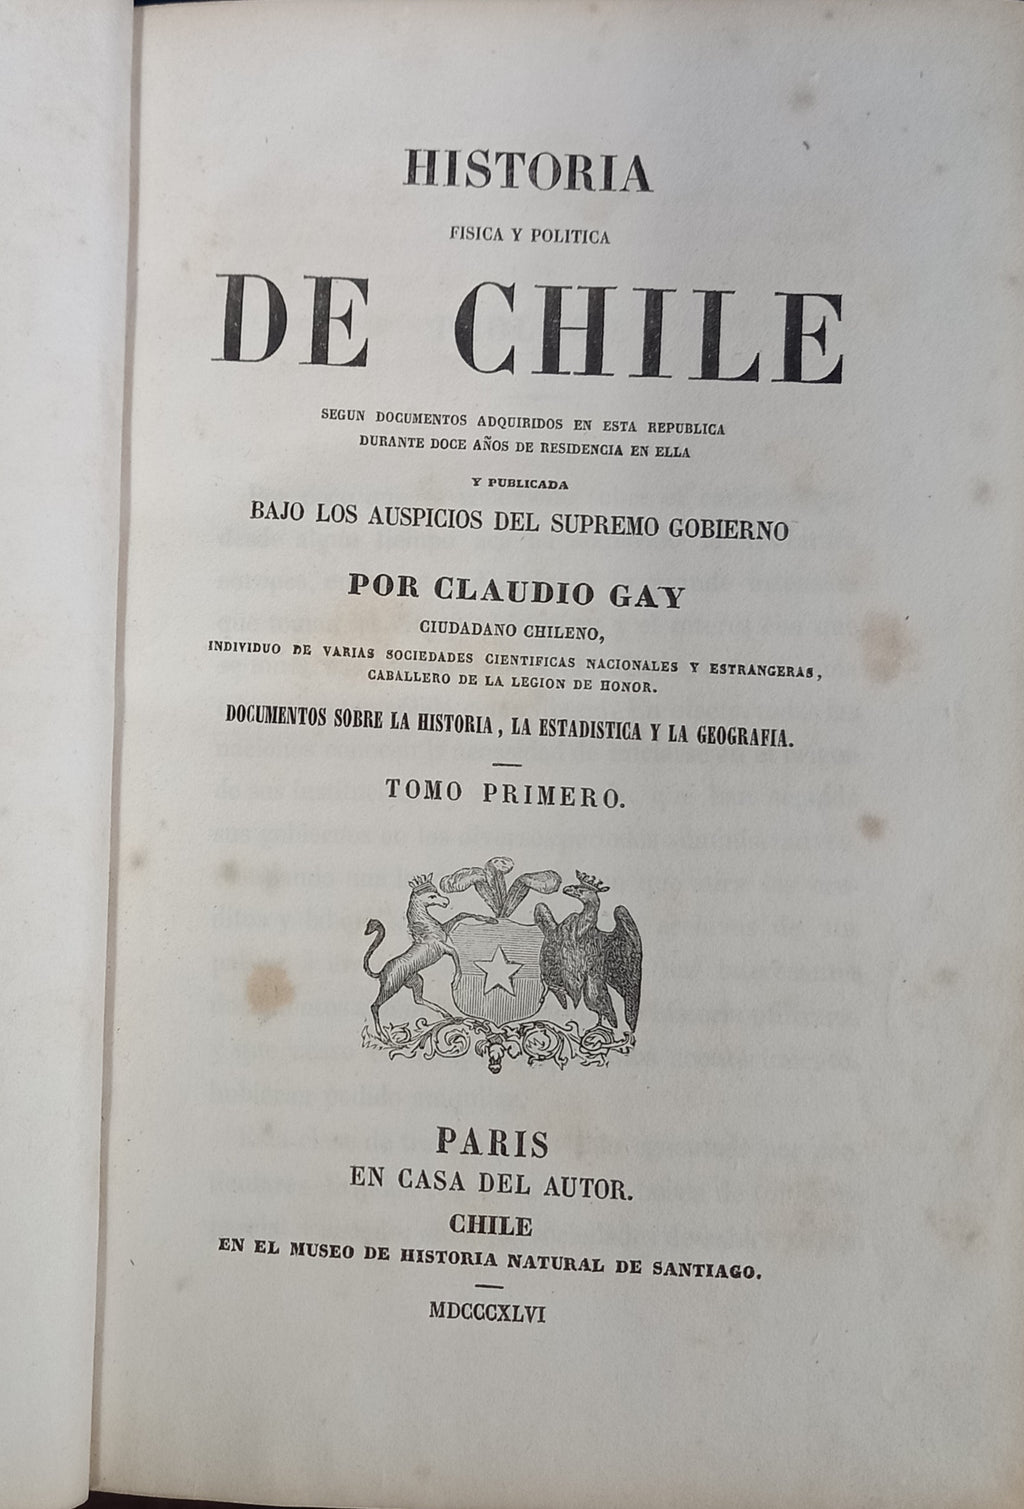 HISTORIA
FISICA Y POLITICA
DE CHILE
SEGUN DOCUMENTOS ADQUIRIDOS EN ESTA REPUBLICA
DURANTE DOCE AÑOS DE RESIDENCIA EN ELLA
Y PUBLICADA
BAJO LOS AUSPICIOS DEL SUPREMO GOBIERNO
POR CLAUDIO GAY
CIUDADANO CHILENO,
INDIVIDUO DE VARIAS SOCIEDADES CIENTIFICAS NACIONALES Y ESTRANGERAS,
CABALLERO DE LA LEGION DE HONOR.
DOCUMENTOS SOBRE LA HISTORIA, LA ESTADISTICA Y LA GEOGRAFIA.
TOMO PRIMERO.
PARIS
EN CASA DEL AUTOR.
CHILE
EN EL MUSEO DE HISTORIA NATURAL DE SANTIAGO.
MDCCCXLVI